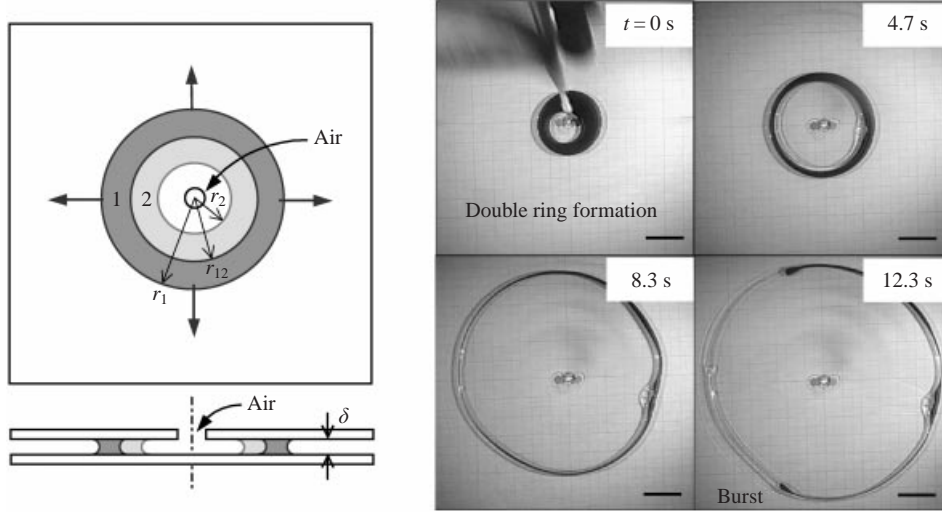 Air
1
2
r2
r12
r1
Air
δ
t = 0 s
Double ring formation
4.7 s
8.3 s
12.3 s
Burst